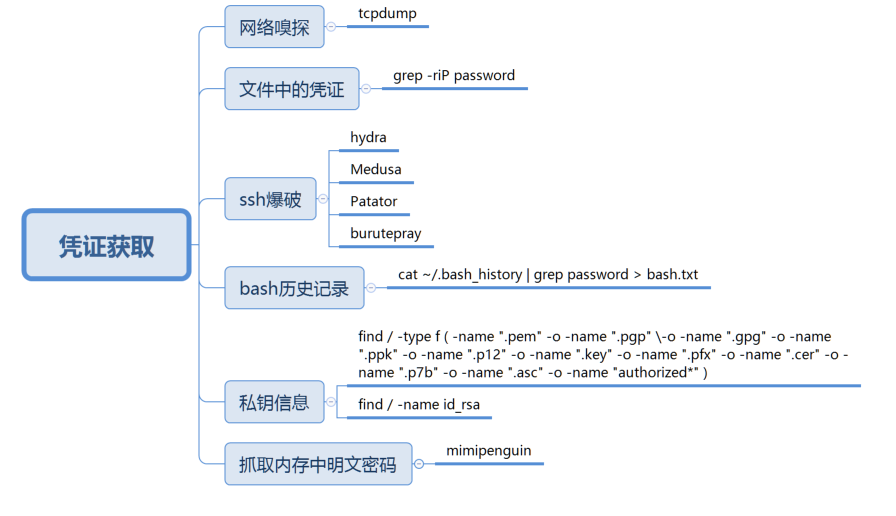 凭证获取
网络嗅探
tcpdump
文件中的凭证
grep -riP password
ssh爆破
hydra
Medusa
Patator
burutepray
bash历史记录
cat ~/.bash_history | grep password > bash.txt
私钥信息
find / -type f ( -name ".pem" -o -name ".pgp" \-o -name ".gpg" -o -name
".ppk" -o -name ".p12" -o -name ".key" -o -name ".pfx" -o -name ".cer" -o -
name ".p7b" -o -name ".asc" -o -name "authorized*" )
find / -name id_rsa
抓取内存中明文密码
mimipenguin